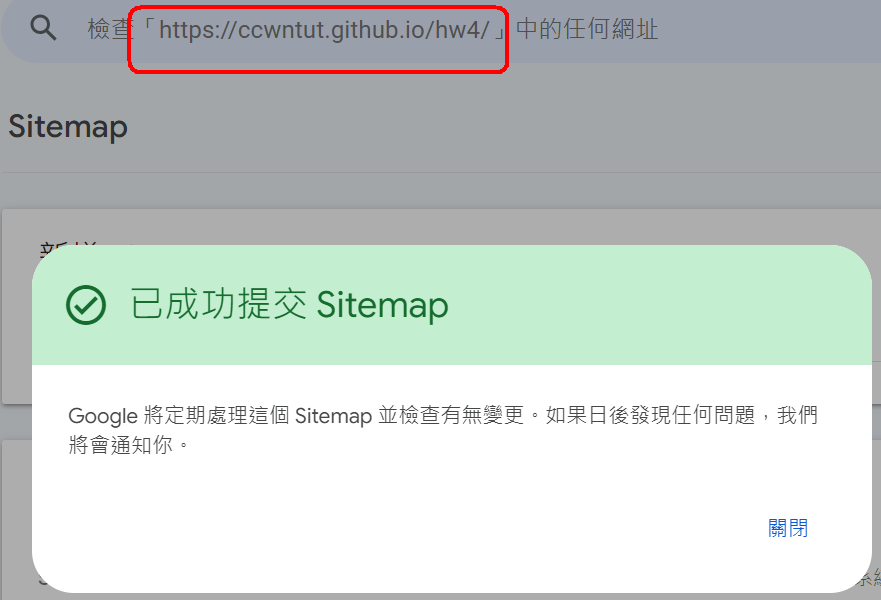 檢查「https://ccwntut.github.io/hw4/」中的任何網址
Sitemap
已成功提交 Sitemap
Google 將定期處理這個 Sitemap 並檢查有無變更。如果日後發現任何問題，我們
將會通知你。
關閉